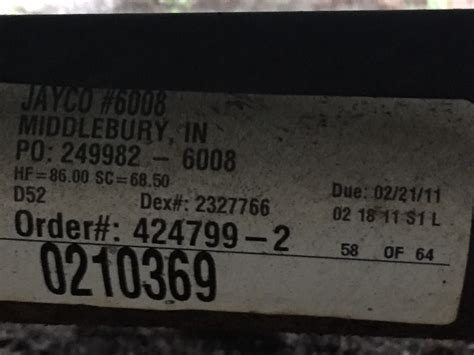 JAYCO #6008
MIDDLEBURY, IN
PO: 249982 - 6008
HF=86.00 SC=68.50
Due: 02/21/11
D52
Dex#: 2327766
02 18 11 S1 L
Order#: 424799-2
58 OF 64
0210369